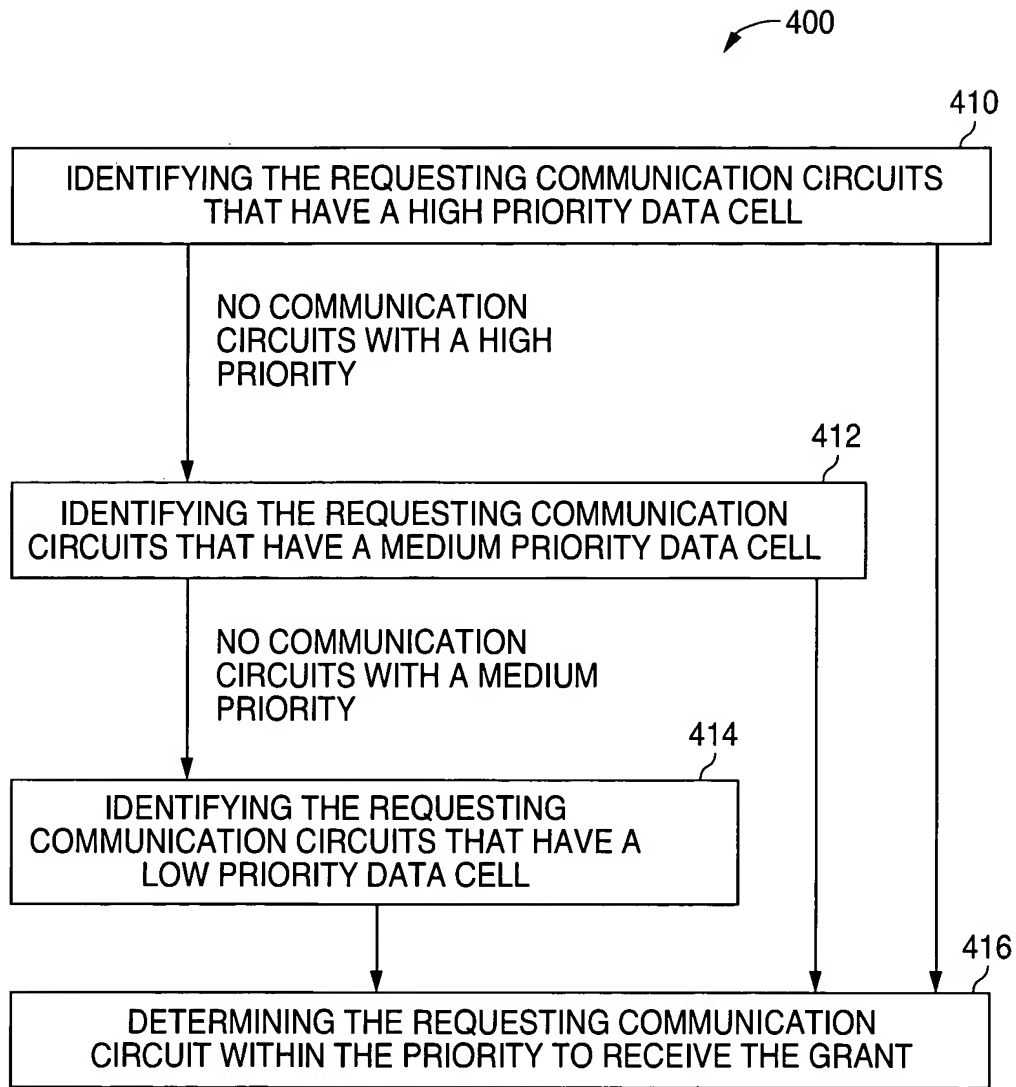 400
410
IDENTIFYING THE REQUESTING COMMUNICATION CIRCUITS
THAT HAVE A HIGH PRIORITY DATA CELL
NO COMMUNICATION
CIRCUITS WITH A HIGH
PRIORITY
412
IDENTIFYING THE REQUESTING COMMUNICATION
CIRCUITS THAT HAVE A MEDIUM PRIORITY DATA CELL
NO COMMUNICATION
CIRCUITS WITH A MEDIUM
PRIORITY
414
IDENTIFYING THE REQUESTING
COMMUNICATION CIRCUITS THAT HAVE A
LOW PRIORITY DATA CELL
416
DETERMINING THE REQUESTING COMMUNICATION
CIRCUIT WITHIN THE PRIORITY TO RECEIVE THE GRANT